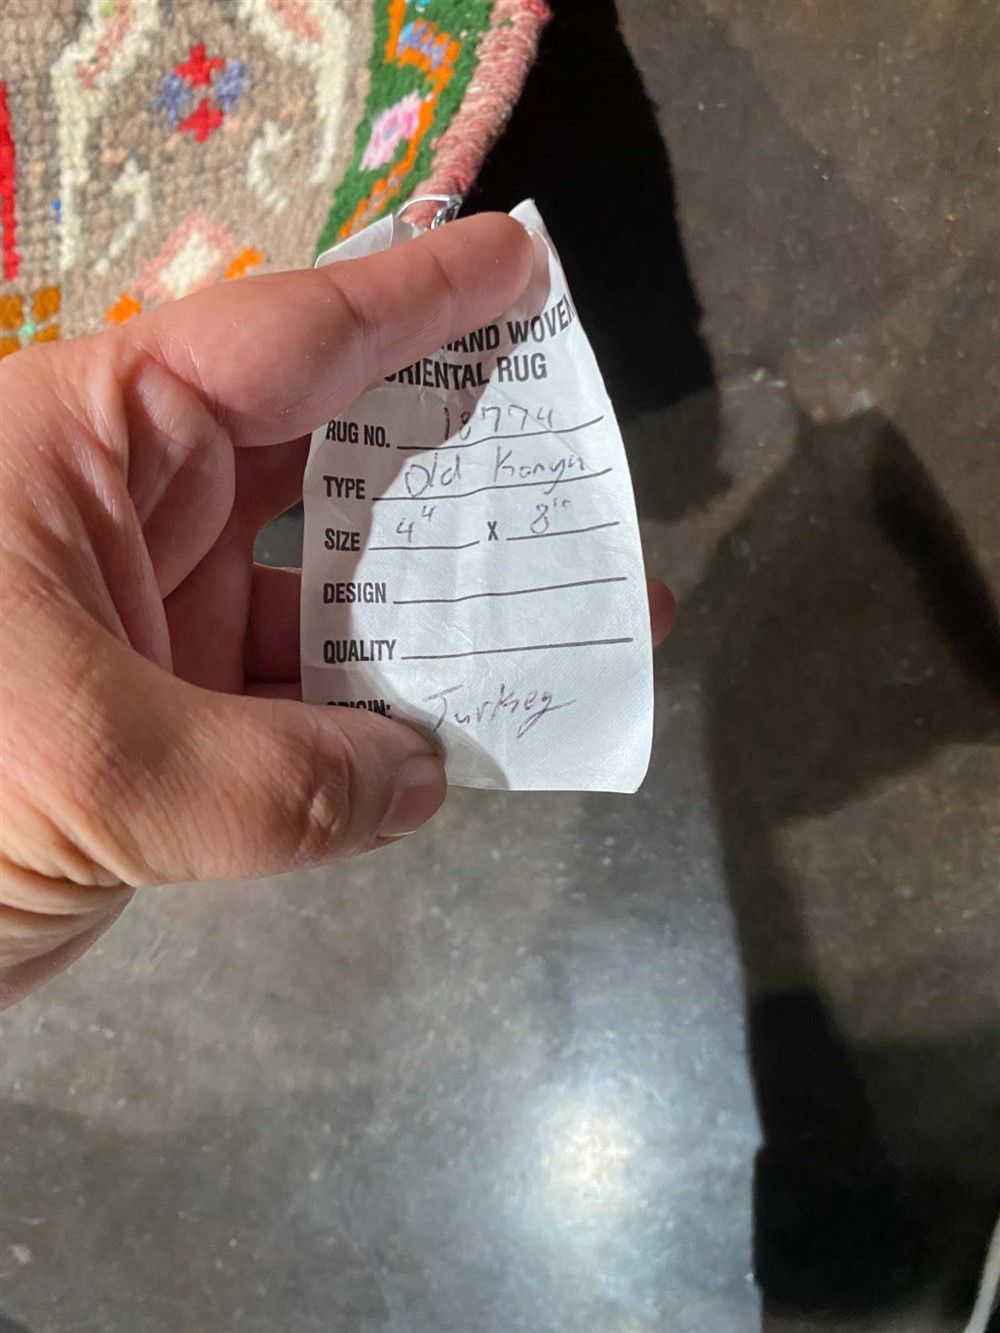 HAND WOVEN
ORIENTAL RUG
RUG NO. 18774
TYPE Old Konya
SIZE 4⁴ X 8¹⁰
DESIGN
QUALITY
ORIGIN: Turkey